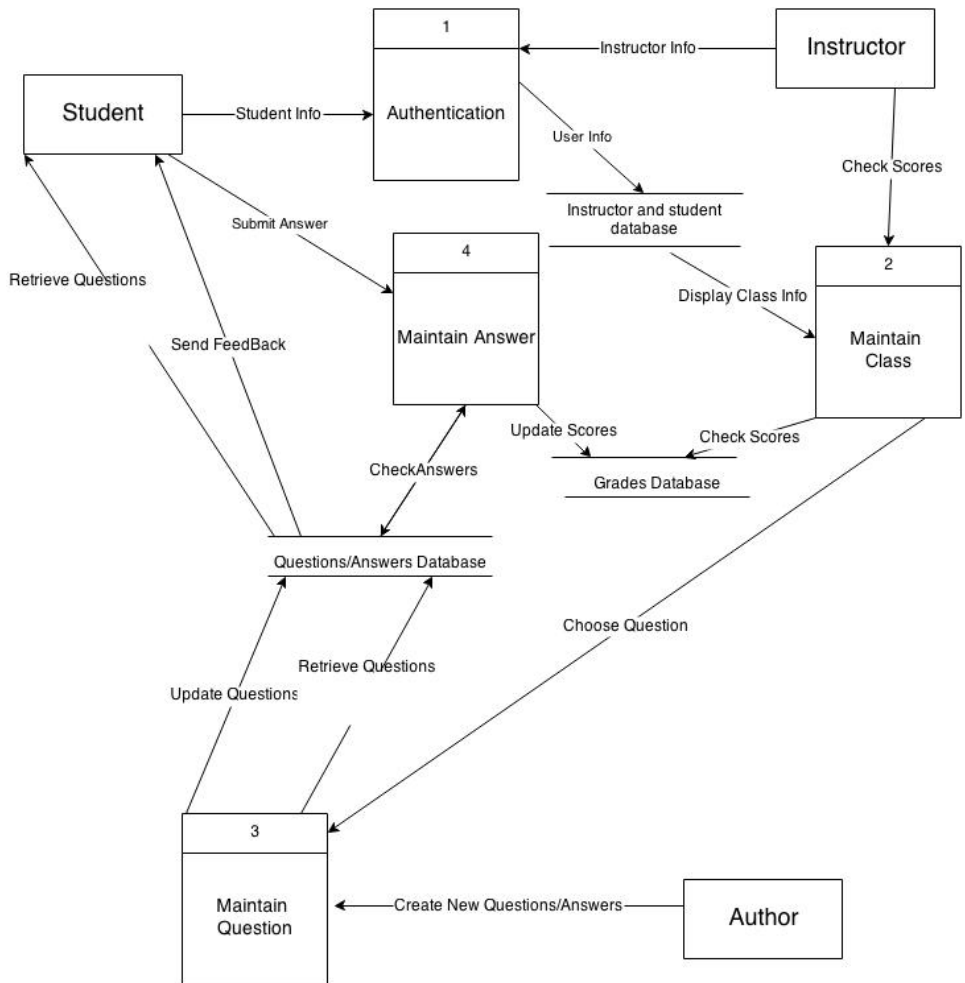 1
Instructor Info
Instructor
Student
Student Info
Authentication
User Info
Check Scores
Instructor and student
database
Submit Answer
4
2
Retrieve Questions
Display Class Info
Send FeedBack
Maintain Answer
Maintain
Class
Update Scores
Check Scores
CheckAnswers
Grades Database
Questions/Answers Database
Choose Question
Retrieve Questions
Update Questions
3
Maintain
Question
Create New Questions/Answers
Author